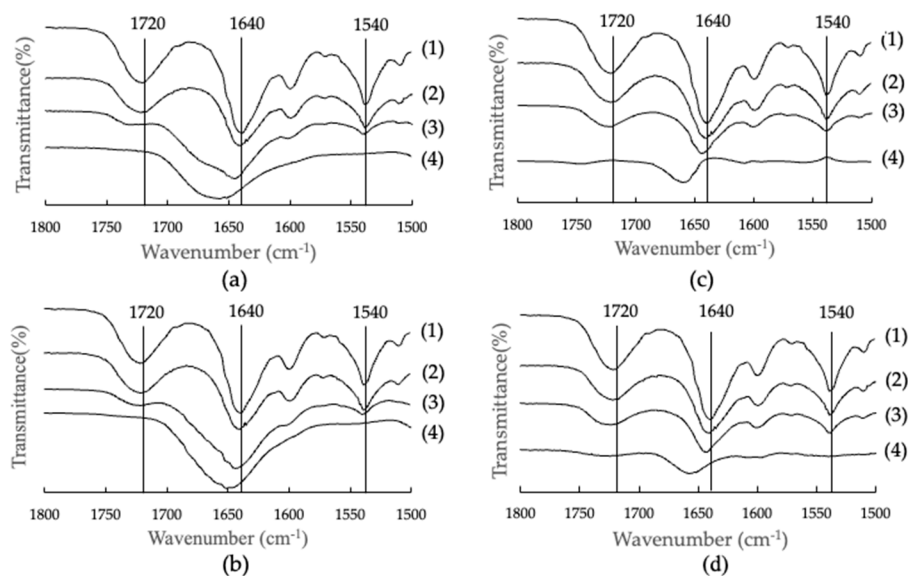 1720 1640 1540
(1)
(2)
(3)
(4)
Transmittance(%)
1800 1750 1700 1650 1600 1550 1500
Wavenumber (cm⁻¹)
(a)
1720 1640 1540
(1)
(2)
(3)
(4)
Transmittance(%)
1800 1750 1700 1650 1600 1550 1500
Wavenumber (cm⁻¹)
(c)
1720 1640 1540
(1)
(2)
(3)
(4)
Transmittance(%)
1800 1750 1700 1650 1600 1550 1500
Wavenumber (cm⁻¹)
(b)
1720 1640 1540
(1)
(2)
(3)
(4)
Transmittance(%)
1800 1750 1700 1650 1600 1550 1500
Wavenumber (cm⁻¹)
(d)